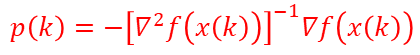 p(k) = −[∇²f(x(k))]⁻¹∇f(x(k))